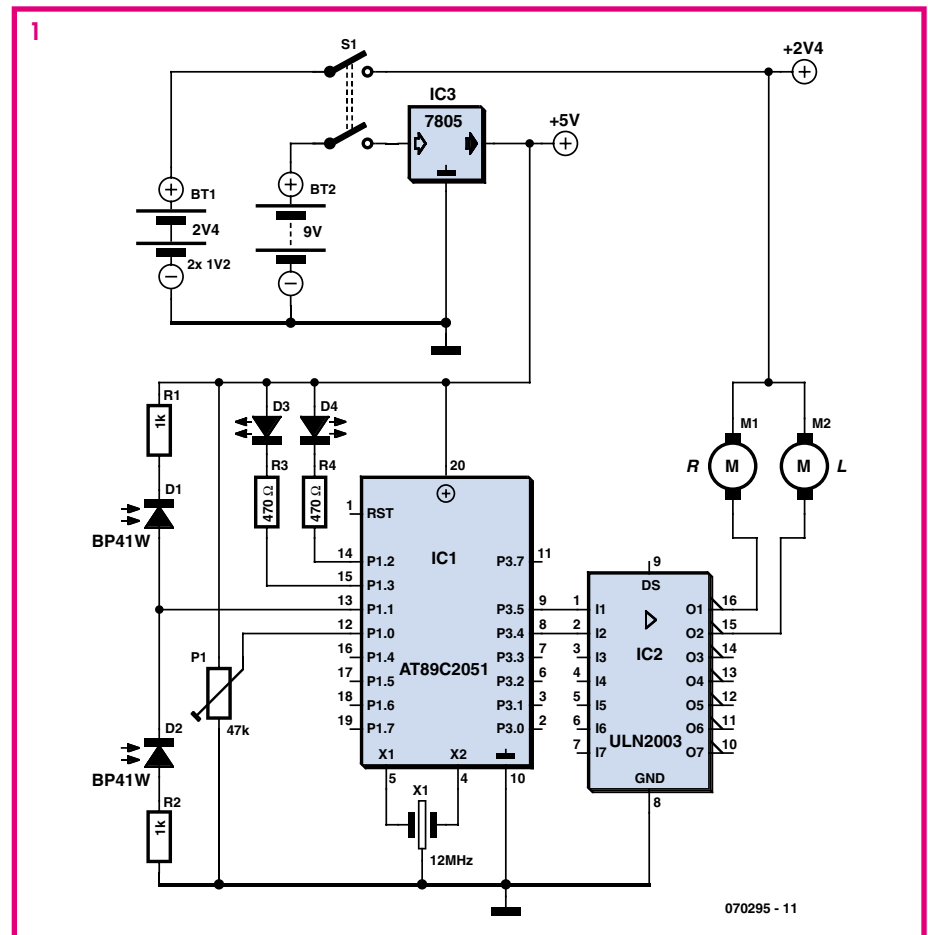 1
S1
+2V4
IC3
7805
+5V
BT1
2V4
2x 1V2
BT2
9V
R1
1k
D1
BP41W
D3
D4
R3
470 Ω
R4
470 Ω
P1
47k
D2
BP41W
R2
1k
20
1 RST
IC1
14 P1.2
15 P1.3
13 P1.1
12 P1.0
16 P1.4
17 P1.5
18 P1.6
19 P1.7
AT89C2051
P3.7 11
P3.5 9
P3.4 8
P3.3 7
P3.2 6
P3.1 3
P3.0 2
X1 X2
5 4 10
X1
12MHz
M1 M2
R M M L
9
DS
1 I1 O1 16
2 I2 O2 15
3 I3 IC2 O3 14
4 I4 O4 13
5 I5 O5 12
6 I6 O6 11
7 I7 O7 10
ULN2003
GND
8
070295 - 11